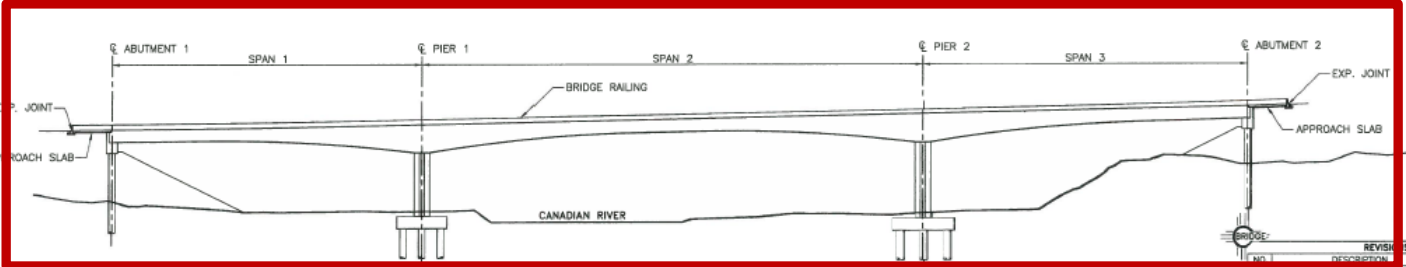 ℄ ABUTMENT 1
℄ PIER 1
℄ PIER 2
℄ ABUTMENT 2
SPAN 1
SPAN 2
SPAN 3
EXP. JOINT
BRIDGE RAILING
P. JOINT
APPROACH SLAB
ROACH SLAB
CANADIAN RIVER
BRIDGE
REVISIONS
NO.
DESCRIPTION